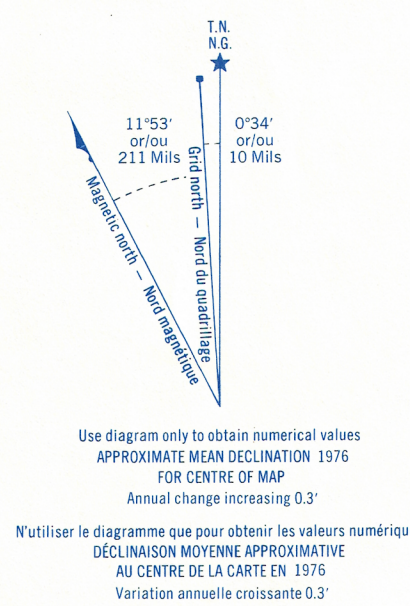 T.N.
N.G.
11°53′
or/ou
211 Mils
0°34′
or/ou
10 Mils
Magnetic north — Nord magnétique
Grid north — Nord du quadrillage
Use diagram only to obtain numerical values
APPROXIMATE MEAN DECLINATION 1976
FOR CENTRE OF MAP
Annual change increasing 0.3′
N'utiliser le diagramme que pour obtenir les valeurs numériqu
DÉCLINAISON MOYENNE APPROXIMATIVE
AU CENTRE DE LA CARTE EN 1976
Variation annuelle croissante 0.3′